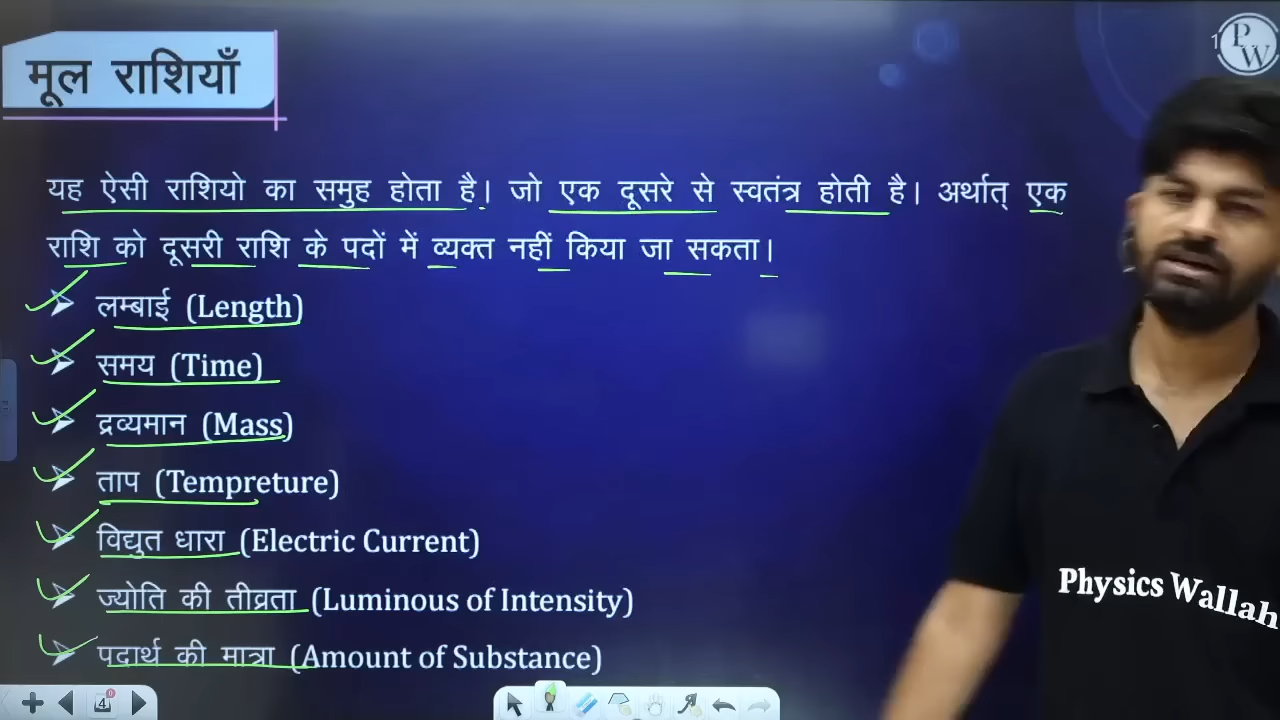 मूल राशियाँ
यह ऐसी राशियो का समुह होता है। जो एक दूसरे से स्वतंत्र होती है। अर्थात् एक
राशि को दूसरी राशि के पदों में व्यक्त नहीं किया जा सकता।
लम्बाई (Length)
समय (Time)
द्रव्यमान (Mass)
ताप (Tempreture)
विद्युत धारा (Electric Current)
ज्योति की तीव्रता (Luminous of Intensity)
पदार्थ की मात्रा (Amount of Substance)
PW
Physics Wallah
4